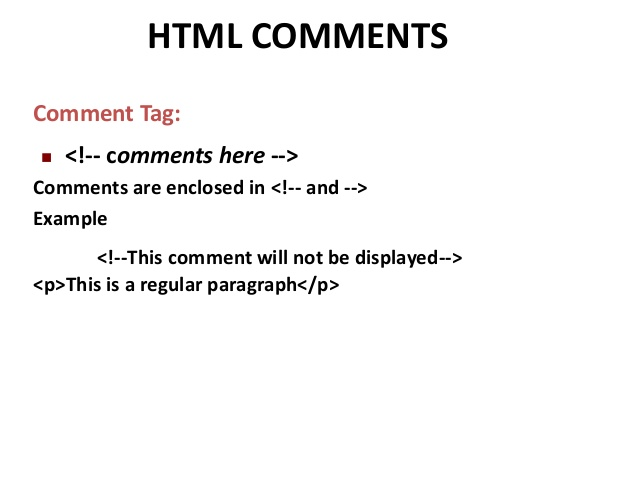 HTML COMMENTS
Comment Tag:
<!-- comments here -->
Comments are enclosed in <!-- and -->
Example
<!--This comment will not be displayed-->
<p>This is a regular paragraph</p>